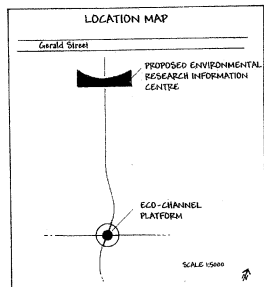 LOCATION MAP
Gerald Street
PROPOSED ENVIRONMENTAL
RESEARCH INFORMATION
CENTRE
ECO-CHANNEL
PLATFORM
SCALE 1:5000